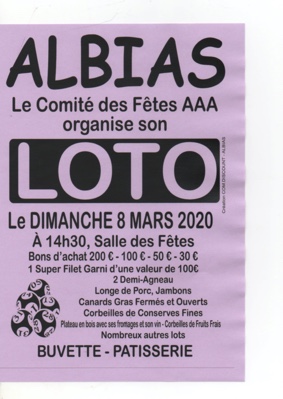 ALBIAS
Le Comité des Fêtes AAA
organise son
LOTO
Le DIMANCHE 8 MARS 2020
À 14h30, Salle des Fêtes
Bons d'achat 200 € - 100 € - 50 € - 30 €
1 Super Filet Garni d'une valeur de 100€
2 Demi-Agneau
Longe de Porc, Jambons
Canards Gras Fermés et Ouverts
Corbeilles de Conserves Fines
Plateau en bois avec ses fromages et son vin - Corbeilles de Fruits Frais
Nombreux autres lots
BUVETTE - PATISSERIE